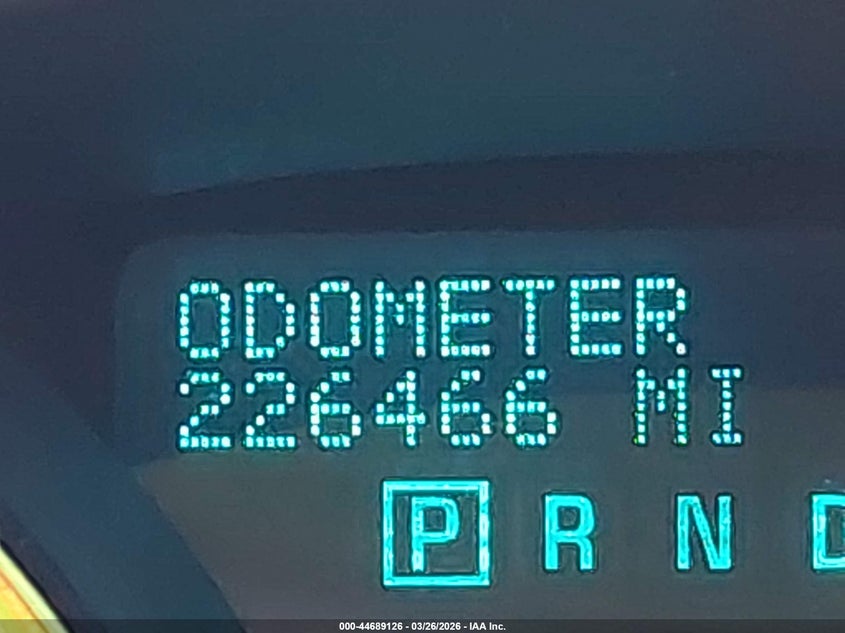 ODOMETER
226466 MI
P R N D
000-44689126 - 03/26/2026 - IAA Inc.